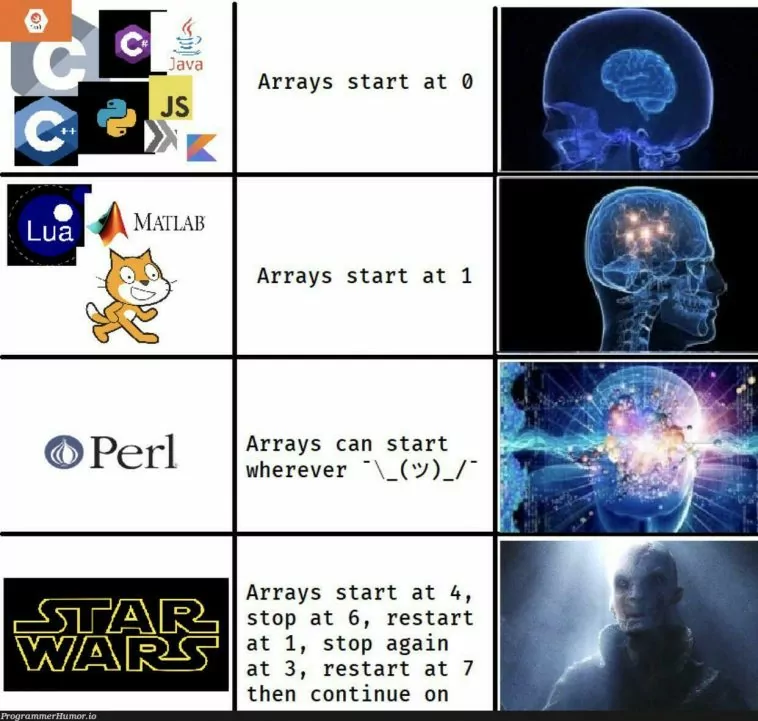 C
C#
Java
C++
JS
Arrays start at 0
Lua
MATLAB
Arrays start at 1
Perl
Arrays can start
wherever ¯\_(ツ)_/¯
STAR
WARS
Arrays start at 4,
stop at 6, restart
at 1, stop again
at 3, restart at 7
then continue on
ProgrammerHumor.io